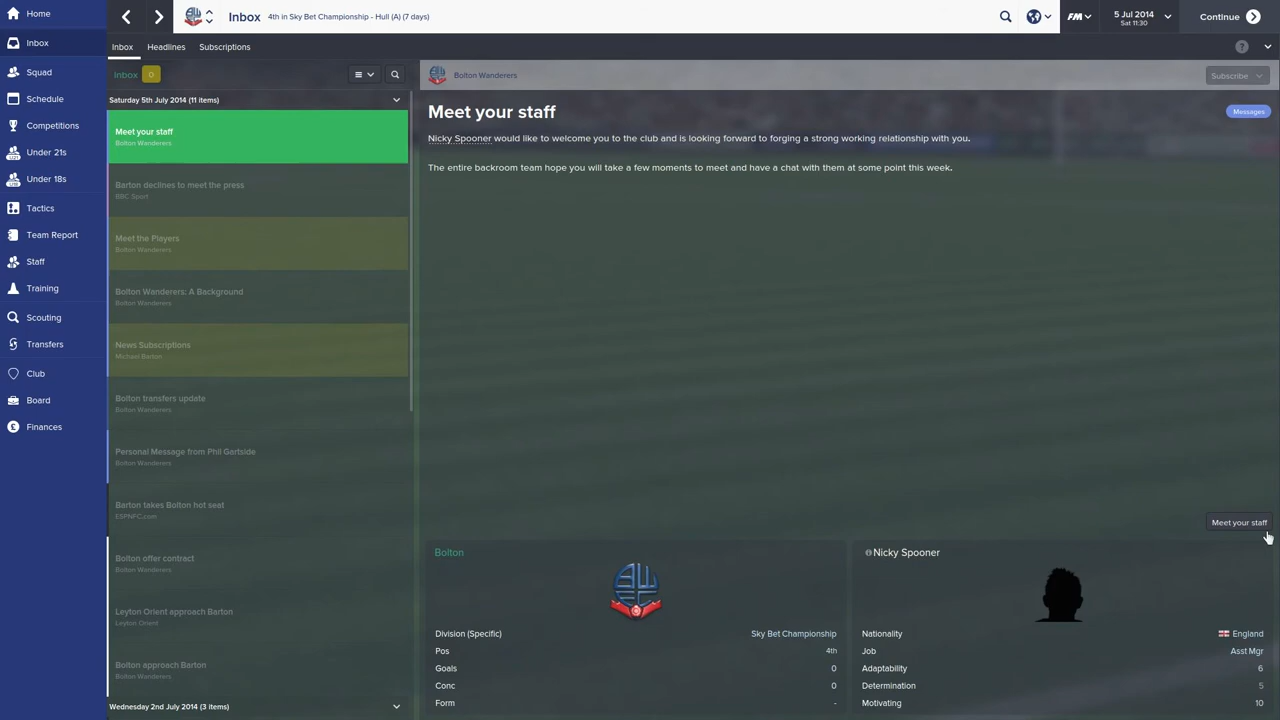 Home
4th in Sky Bet Championship - Hull (A) (7 days)
Inbox
FM
5 Jul 2014
Sat 11:30
Continue
Inbox
Squad
Schedule
Competitions
Under 21s
Under 18s
Tactics
Team Report
Staff
Training
Scouting
Transfers
Club
Board
Finances
Inbox Headlines Subscriptions
?
Inbox 0
Saturday 5th July 2014 (11 items)
Meet your staff
Bolton Wanderers
Barton declines to meet the press
BBC Sport
Meet the Players
Bolton Wanderers
Bolton Wanderers: A Background
Bolton Wanderers
News Subscriptions
Michael Barton
Bolton transfers update
Bolton Wanderers
Personal Message from Phil Gartside
Bolton Wanderers
Barton takes Bolton hot seat
ESPNFC.com
Bolton offer contract
Bolton Wanderers
Leyton Orient approach Barton
Leyton Orient
Bolton approach Barton
Bolton Wanderers
Wednesday 2nd July 2014 (3 items)
Bolton Wanderers
Subscribe
Meet your staff
Messages
Nicky Spooner would like to welcome you to the club and is looking forward to forging a strong working relationship with you.
The entire backroom team hope you will take a few moments to meet and have a chat with them at some point this week.
Meet your staff
Bolton
Division (Specific) Sky Bet Championship
Pos 4th
Goals 0
Conc 0
Form -
Nicky Spooner
Nationality England
Job Asst Mgr
Adaptability 6
Determination 5
Motivating 10